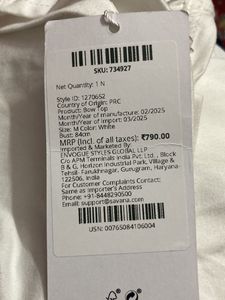 SKU: 734927
Net Quantity: 1 N
Style ID: 1270652
Country of Origin: PRC
Product: Bow Top
Month/Year of manufacture: 02/2025
Month/Year of Import: 03/2025
Size: M Color: White
Bust: 84cm
MRP (Incl. of all taxes): ₹790.00
Imported & Marketed By:
ENVOGUE STYLES GLOBAL LLP
C/o APM Terminals India Pvt. Ltd., Block
B & G, Horizon Industrial Park, Village &
Tehsil- Farukhnagar, Gurugram, Haryana-
122506, India
For Customer Complaints Contact:
Same as Importer's Address
Phone: +91-8448290500
Email: support@savana.com
USN: 00765084106004